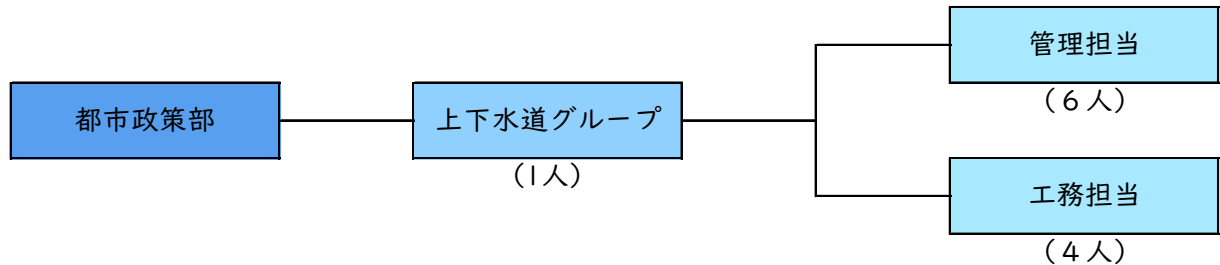 都市政策部
上下水道グループ
(1人)
管理担当
(6人)
工務担当
(4人)